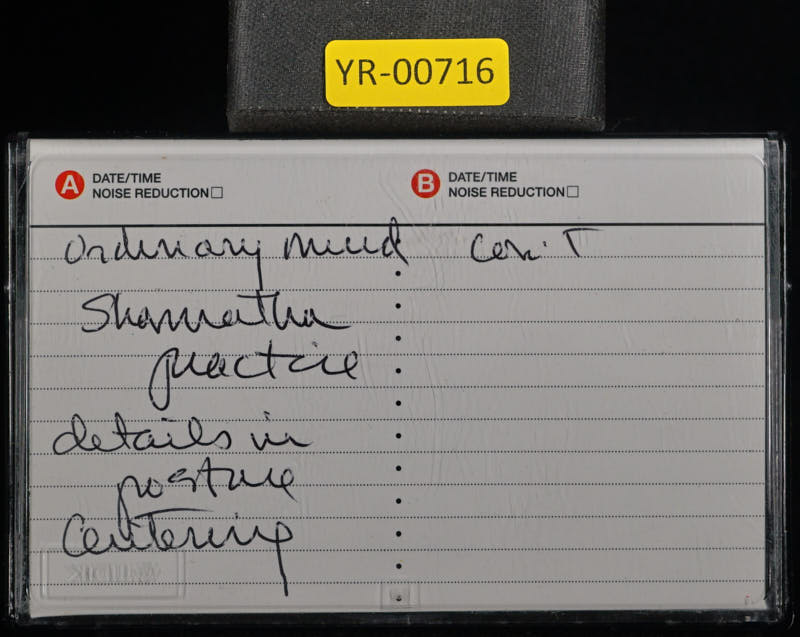 YR-00716
A DATE/TIME
NOISE REDUCTION
B DATE/TIME
NOISE REDUCTION
ordinary mind
Shamatha
practice
details in
posture
Centering
Con't